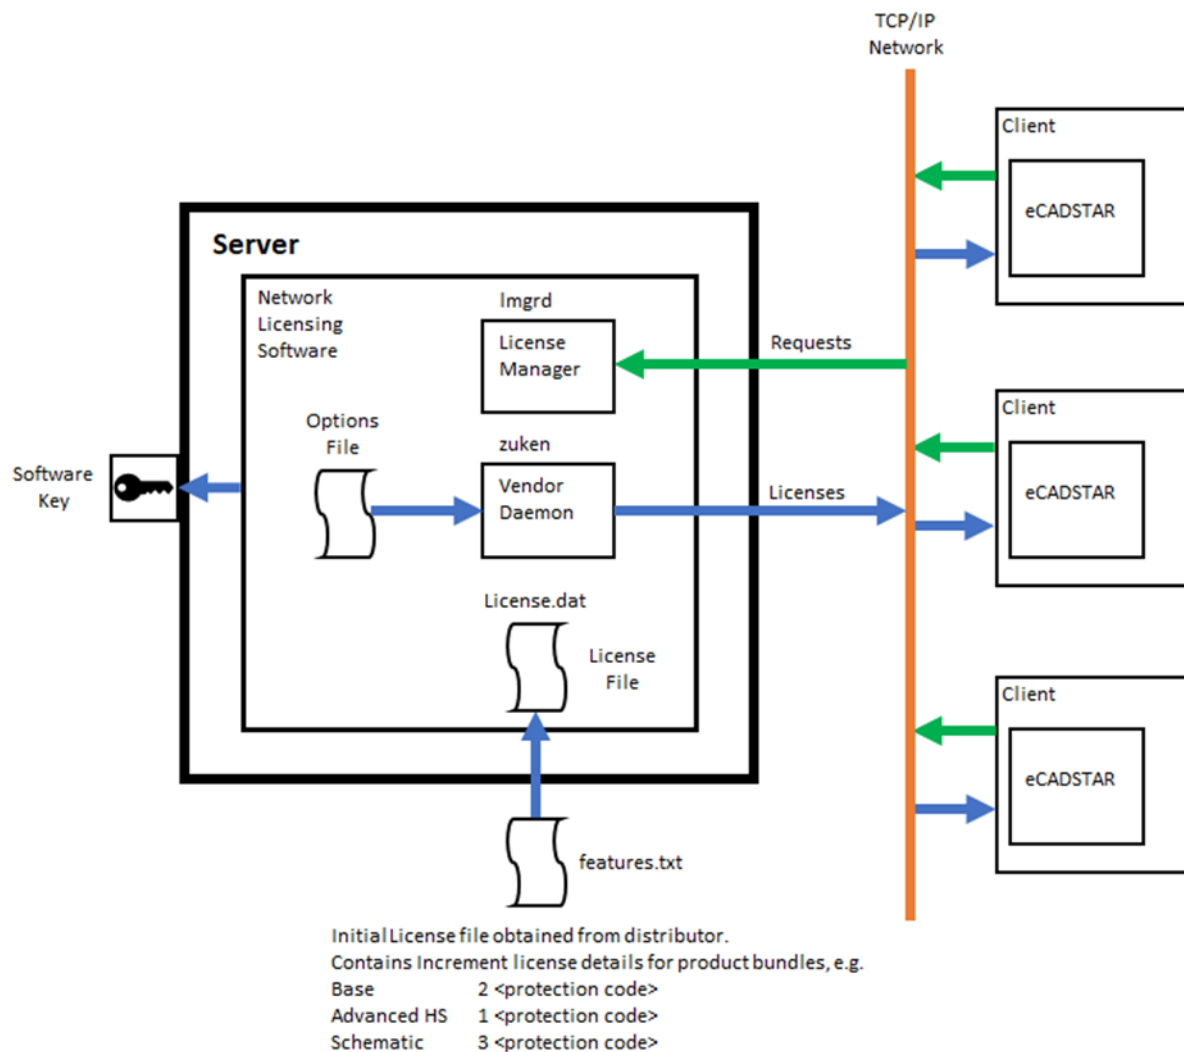 TCP/IP
Network
Client
eCADSTAR
Server
Network
Licensing
Software
lmgrd
License
Manager
Requests
Options
File
zuken
Vendor
Daemon
Licenses
Software
Key
Client
eCADSTAR
License.dat
License
File
Client
eCADSTAR
features.txt
Initial License file obtained from distributor.
Contains Increment license details for product bundles, e.g.
Base 2 <protection code>
Advanced HS 1 <protection code>
Schematic 3 <protection code>